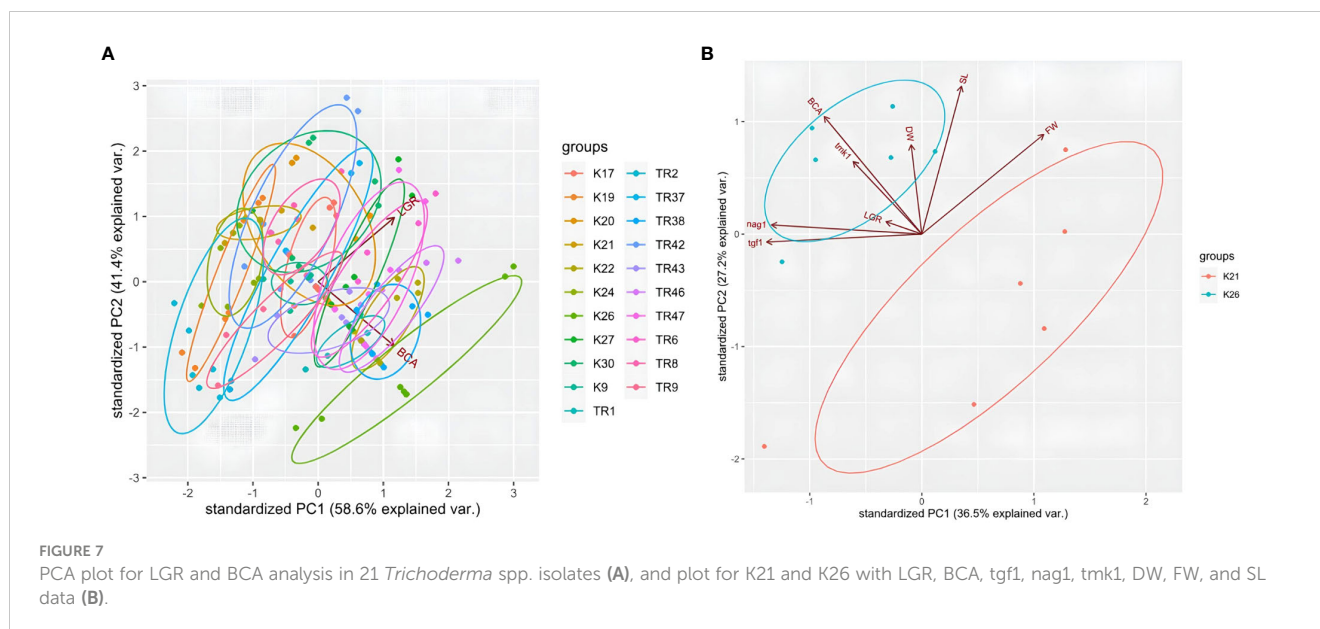 A
3
2
1
0
-1
-2
-3
standardized PC2 (41.4% explained var.)
LGR
BCA
-2
-1
0
1
2
3
standardized PC1 (58.6% explained var.)
groups
K17
K19
K20
K21
K22
K24
K26
K27
K30
K9
TR1
TR2
TR37
TR38
TR42
TR43
TR46
TR47
TR6
TR8
TR9
B
1
0
-1
-2
standardized PC2 (27.2% explained var.)
SL
BCA
DW
FW
tmk1
LGR
nag1
tgf1
-1
0
1
2
standardized PC1 (36.5% explained var.)
groups
K21
K26
FIGURE 7
PCA plot for LGR and BCA analysis in 21 Trichoderma spp. isolates (A), and plot for K21 and K26 with LGR, BCA, tgf1, nag1, tmk1, DW, FW, and SL
data (B).